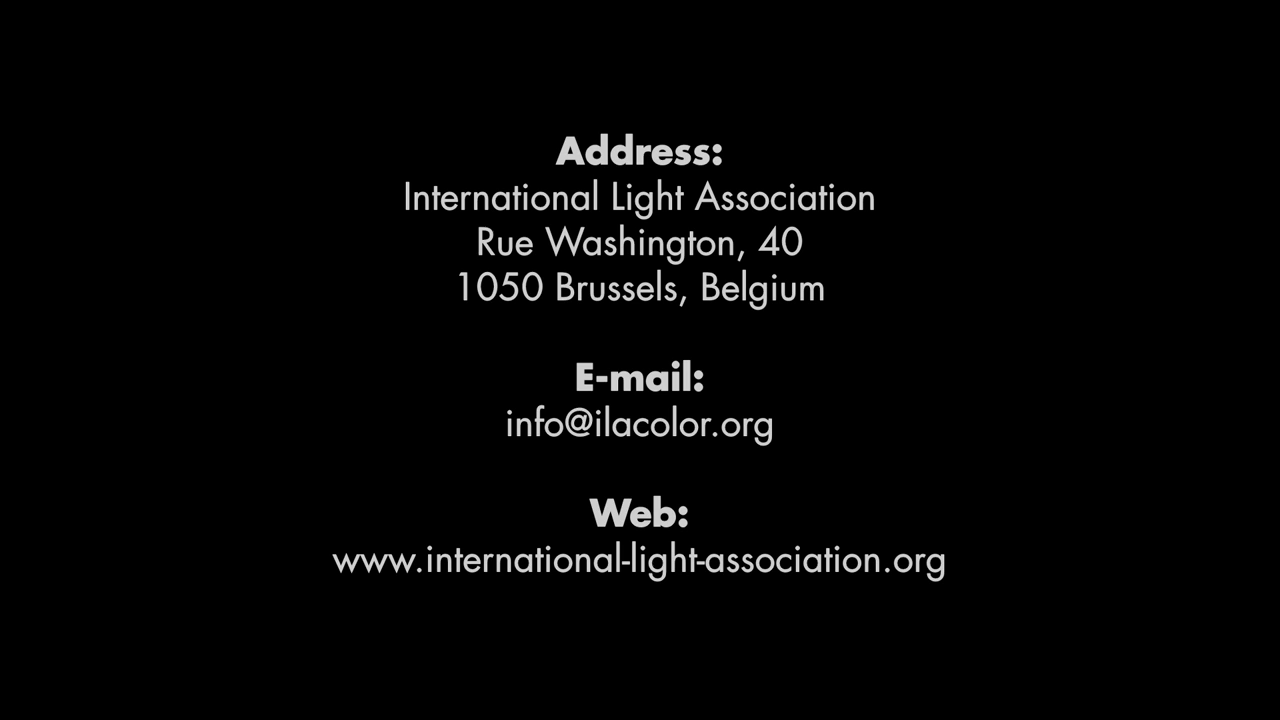 Address:
International Light Association
Rue Washington, 40
1050 Brussels, Belgium
E-mail:
info@ilacolor.org
Web:
www.international-light-association.org